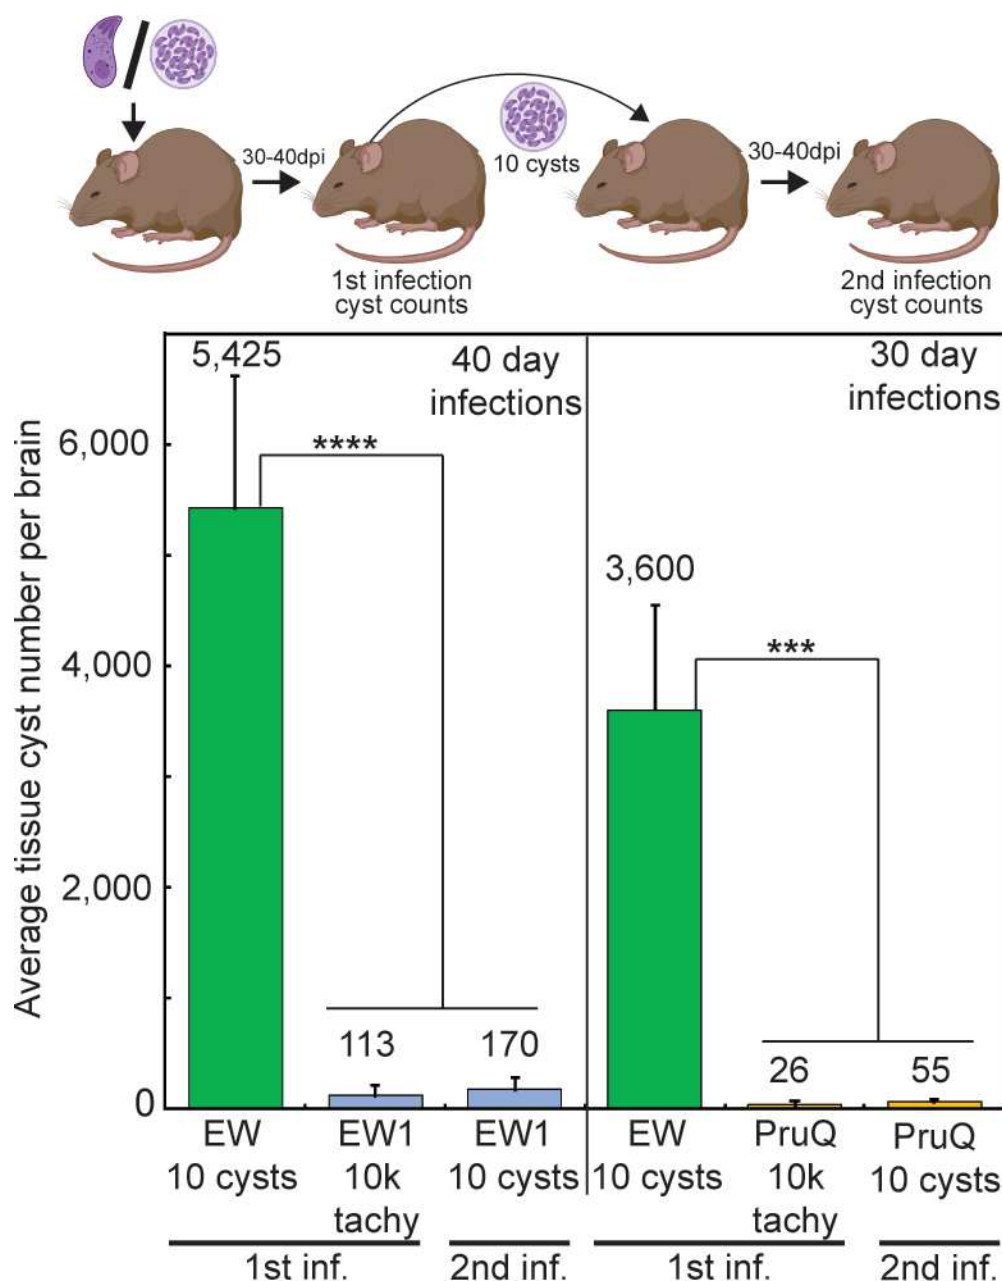 30-40dpi
10 cysts
30-40dpi
1st infection
cyst counts
2nd infection
cyst counts
Average tissue cyst number per brain
6,000
4,000
2,000
0
5,425
40 day
infections
****
113
170
30 day
infections
3,600
***
26
55
EW
10 cysts
EW1
10k
tachy
EW1
10 cysts
EW
10 cysts
PruQ
10k
tachy
PruQ
10 cysts
1st inf.
2nd inf.
1st inf.
2nd inf.